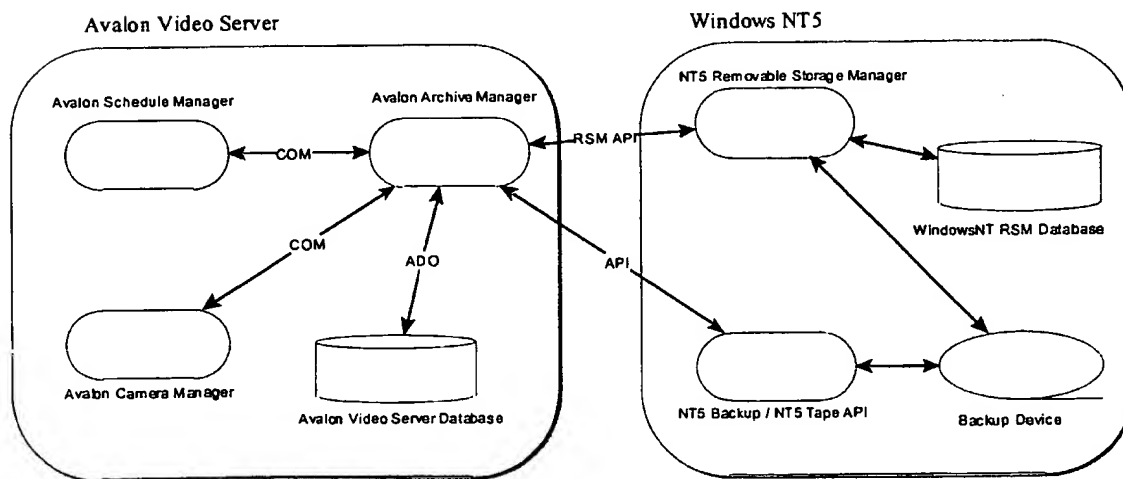 Avalon Video Server
Windows NT5
Avalon Schedule Manager
Avalon Archive Manager
NT5 Removable Storage Manager
COM
RSM API
WindowsNT RSM Database
COM
ADO
API
Avalon Camera Manager
Avalon Video Server Database
NT5 Backup / NT5 Tape API
Backup Device